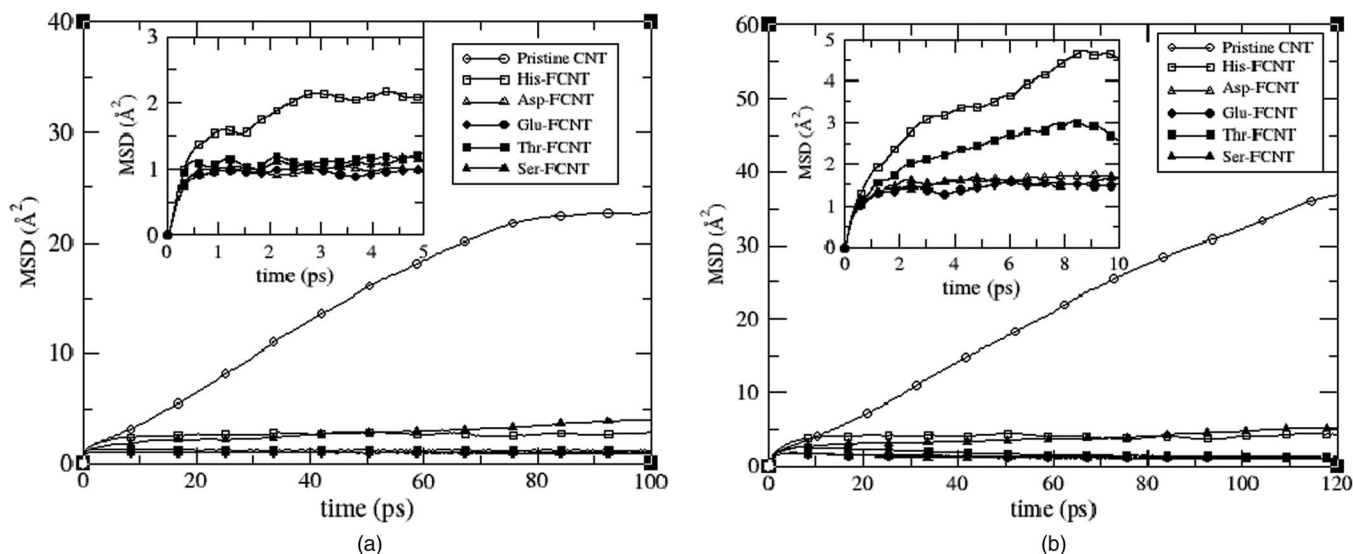 40
30
20
10
0
MSD (Å²)
0 20 40 60 80 100
time (ps)
3
2
1
0
MSD (Å²)
0 1 2 3 4 5
time (ps)
Pristine CNT
His-FCNT
Asp-FCNT
Glu-FCNT
Thr-FCNT
Ser-FCNT
(a)
60
50
40
30
20
10
0
MSD (Å²)
0 20 40 60 80 100 120
time (ps)
5
4
3
2
1
0
MSD (Å²)
0 2 4 6 8 10
time (ps)
Pristine CNT
His-FCNT
Asp-FCNT
Glu-FCNT
Thr-FCNT
Ser-FCNT
(b)